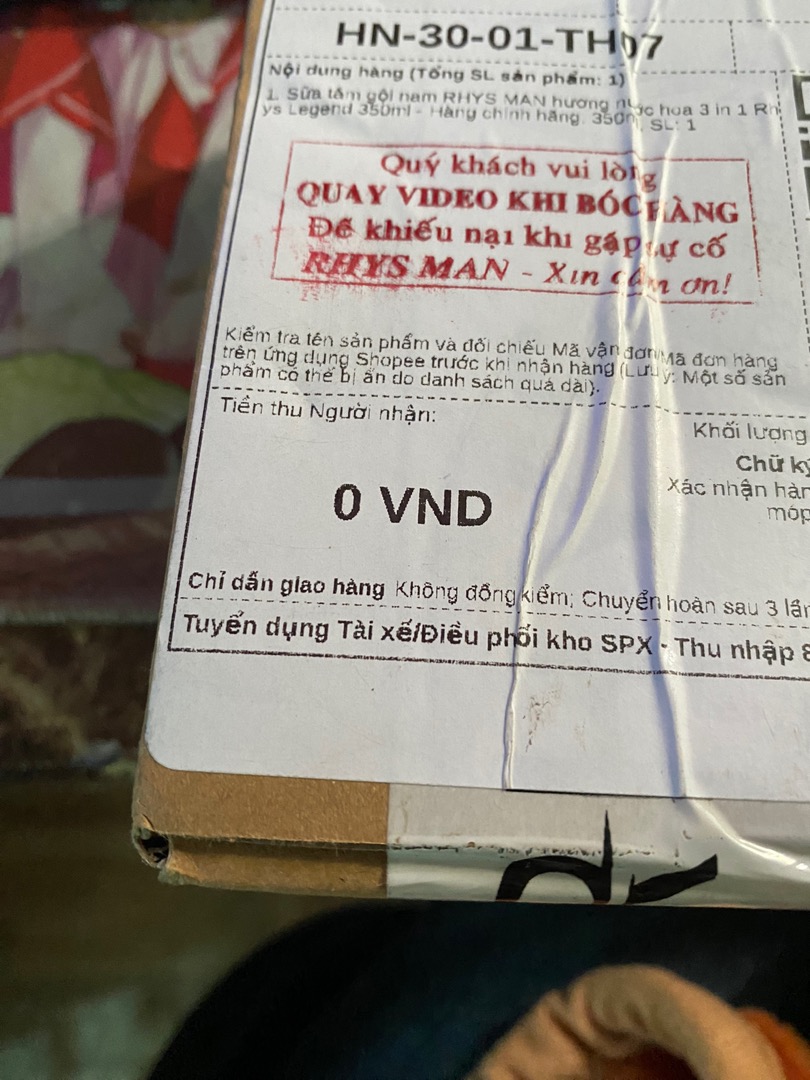 HN-30-01-TH07
Nội dung hàng (Tổng SL sản phẩm: 1)
1. Sữa tắm gội nam RHYS MAN hương nước hoa 3 in 1 Rh
ys Legend 350ml - Hàng chính hãng, 350ml, SL: 1
Quý khách vui lòng
QUAY VIDEO KHI BÓC HÀNG
Để khiếu nại khi gặp sự cố
RHYS MAN - Xin cảm ơn!
Kiểm tra tên sản phẩm và đối chiếu Mã vận đơn/Mã đơn hàng
trên ứng dụng Shopee trước khi nhận hàng (Lưu ý: Một số sản
phẩm có thể bị ẩn do danh sách quá dài).
Tiền thu Người nhận:
Khối lượng
0 VND
Chữ ký
Xác nhận hàn
móp
Chỉ dẫn giao hàng Không đồng kiểm; Chuyển hoàn sau 3 lần
Tuyển dụng Tài xế/Điều phối kho SPX - Thu nhập 8